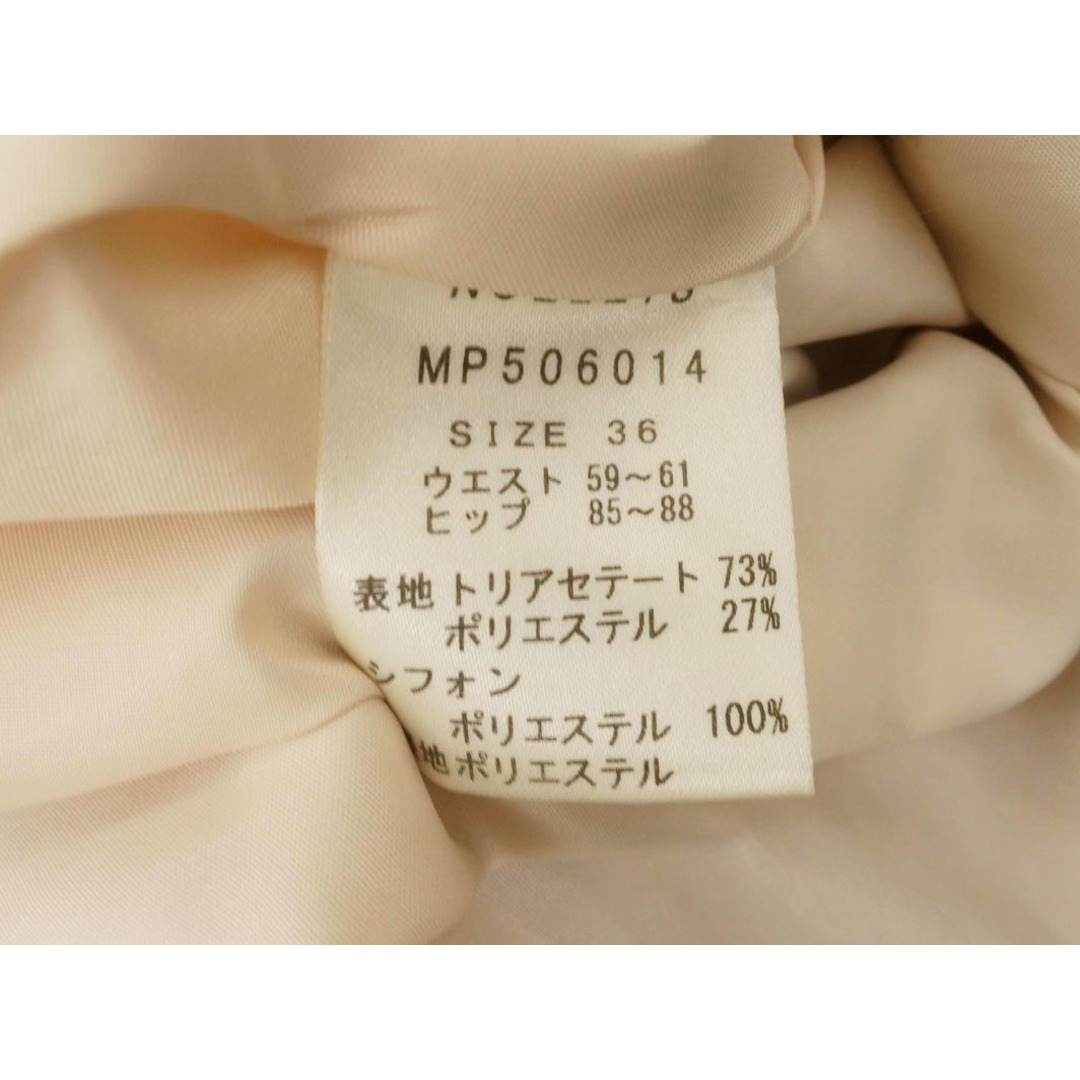 MP506014
SIZE 36
ウエスト 59～61
ヒップ 85～88
表地 トリアセテート 73%
ポリエステル 27%
シフォン
ポリエステル 100%
地 ポリエステル